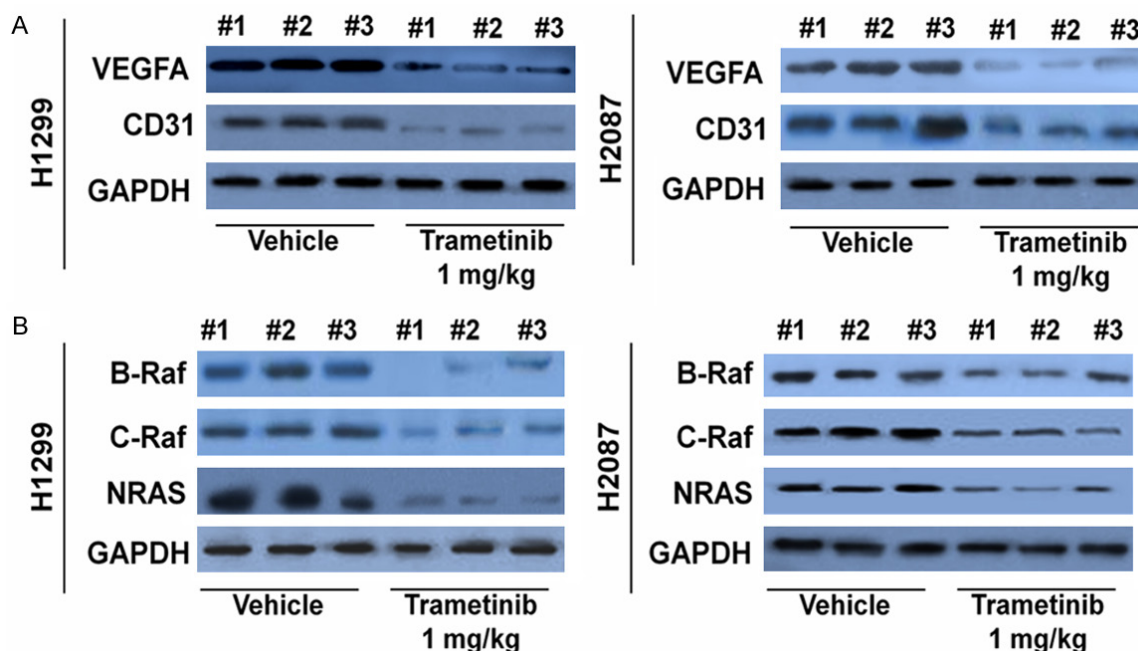 A
#1 #2 #3 #1 #2 #3
H1299
VEGFA
CD31
GAPDH
Vehicle Trametinib
1 mg/kg
#1 #2 #3 #1 #2 #3
H2087
VEGFA
CD31
GAPDH
Vehicle Trametinib
1 mg/kg
B
#1 #2 #3 #1 #2 #3
H1299
B-Raf
C-Raf
NRAS
GAPDH
Vehicle Trametinib
1 mg/kg
#1 #2 #3 #1 #2 #3
H2087
B-Raf
C-Raf
NRAS
GAPDH
Vehicle Trametinib
1 mg/kg